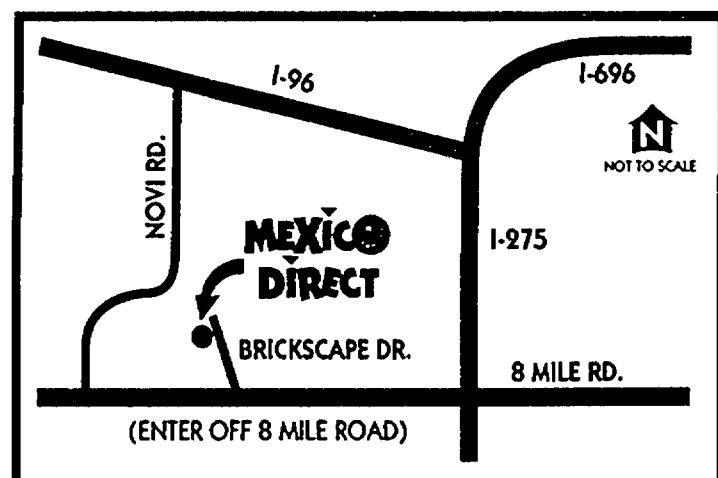 I-96
I-696
N
NOT TO SCALE
NOVI RD.
MEXICO
DIRECT
I-275
BRICKSCAPE DR.
8 MILE RD.
(ENTER OFF 8 MILE ROAD)